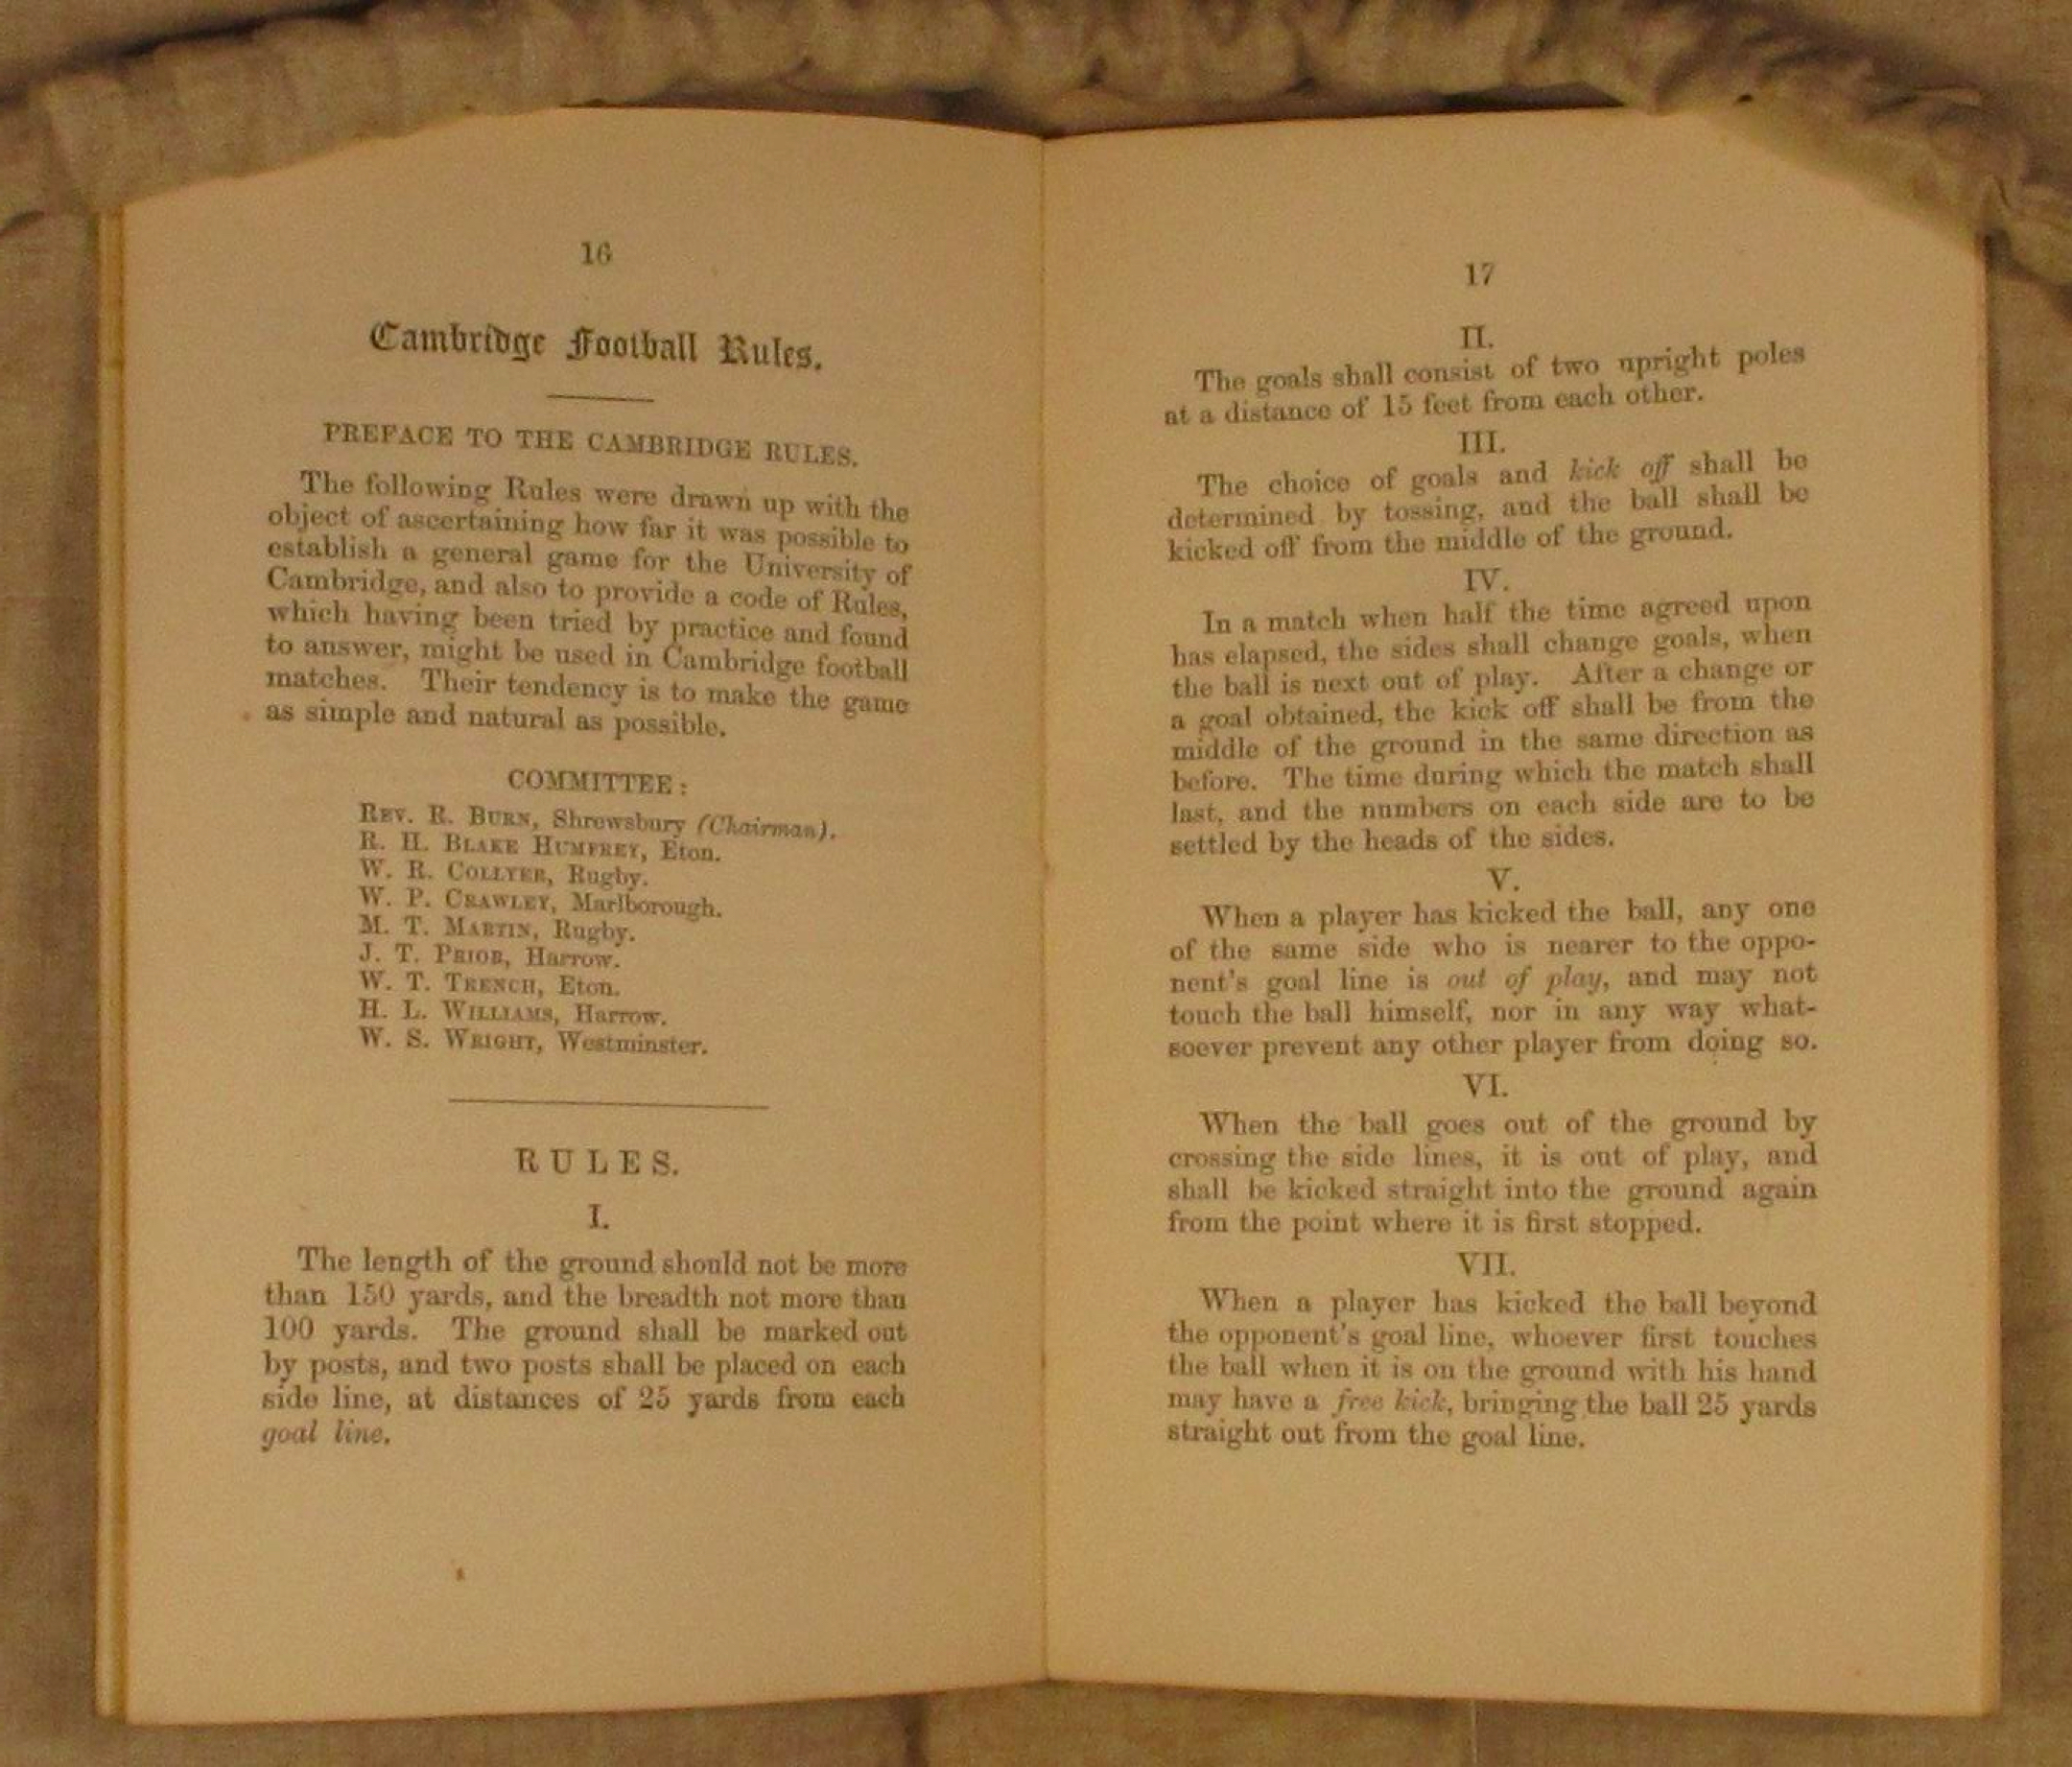 16
Cambridge Football Rules.
PREFACE TO THE CAMBRIDGE RULES.
The following Rules were drawn up with the
object of ascertaining how far it was possible to
establish a general game for the University of
Cambridge, and also to provide a code of Rules,
which having been tried by practice and found
to answer, might be used in Cambridge football
matches. Their tendency is to make the game
as simple and natural as possible.
COMMITTEE:
REV. R. BURN, Shrewsbury (Chairman).
R. H. BLAKE HUMFREY, Eton.
W. R. COLLYER, Rugby.
W. P. CRAWLEY, Marlborough.
M. T. MARTIN, Rugby.
J. T. PRIOR, Harrow.
W. T. TRENCH, Eton.
H. L. WILLIAMS, Harrow.
W. S. WRIGHT, Westminster.
RULES.
I.
The length of the ground should not be more
than 150 yards, and the breadth not more than
100 yards. The ground shall be marked out
by posts, and two posts shall be placed on each
side line, at distances of 25 yards from each
goal line.
17
II.
The goals shall consist of two upright poles
at a distance of 15 feet from each other.
III.
The choice of goals and kick off shall be
determined by tossing, and the ball shall be
kicked off from the middle of the ground.
IV.
In a match when half the time agreed upon
has elapsed, the sides shall change goals, when
the ball is next out of play. After a change or
a goal obtained, the kick off shall be from the
middle of the ground in the same direction as
before. The time during which the match shall
last, and the numbers on each side are to be
settled by the heads of the sides.
V.
When a player has kicked the ball, any one
of the same side who is nearer to the oppo-
nent's goal line is out of play, and may not
touch the ball himself, nor in any way what-
soever prevent any other player from doing so.
VI.
When the ball goes out of the ground by
crossing the side lines, it is out of play, and
shall be kicked straight into the ground again
from the point where it is first stopped.
VII.
When a player has kicked the ball beyond
the opponent's goal line, whoever first touches
the ball when it is on the ground with his hand
may have a free kick, bringing the ball 25 yards
straight out from the goal line.